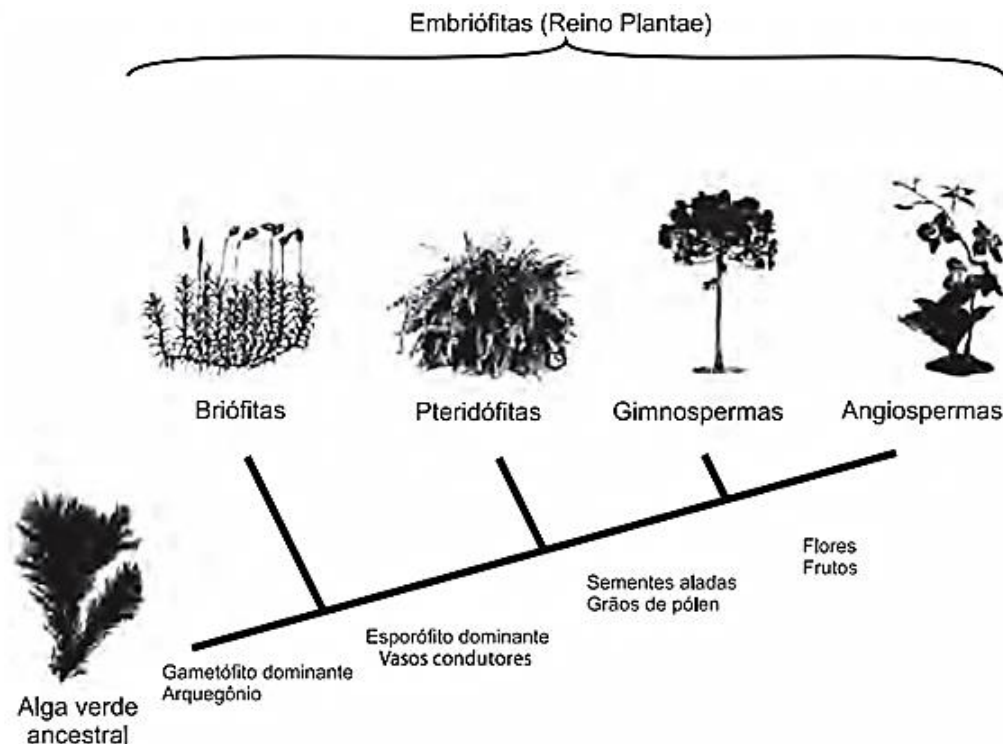 Embriófitas (Reino Plantae)
Briófitas
Pteridófitas
Gimnospermas
Angiospermas
Flores
Frutos
Sementes aladas
Grãos de pólen
Esporófito dominante
Vasos condutores
Gametófito dominante
Arquegônio
Alga verde
ancestral